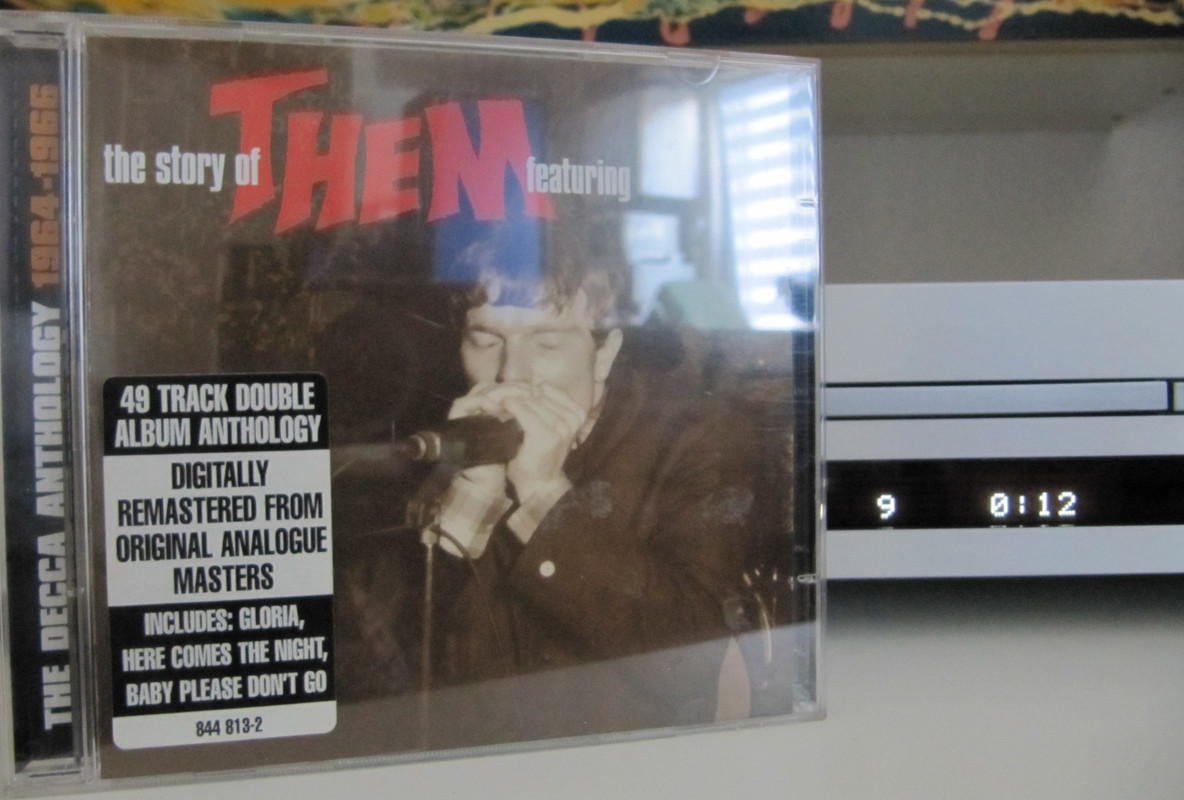 THE DECCA ANTHOLOGY 1964-1966
the story of THEM featuring
49 TRACK DOUBLE
ALBUM ANTHOLOGY
DIGITALLY
REMASTERED FROM
ORIGINAL ANALOGUE
MASTERS
INCLUDES: GLORIA,
HERE COMES THE NIGHT,
BABY PLEASE DON'T GO
844 813-2
9 0:12